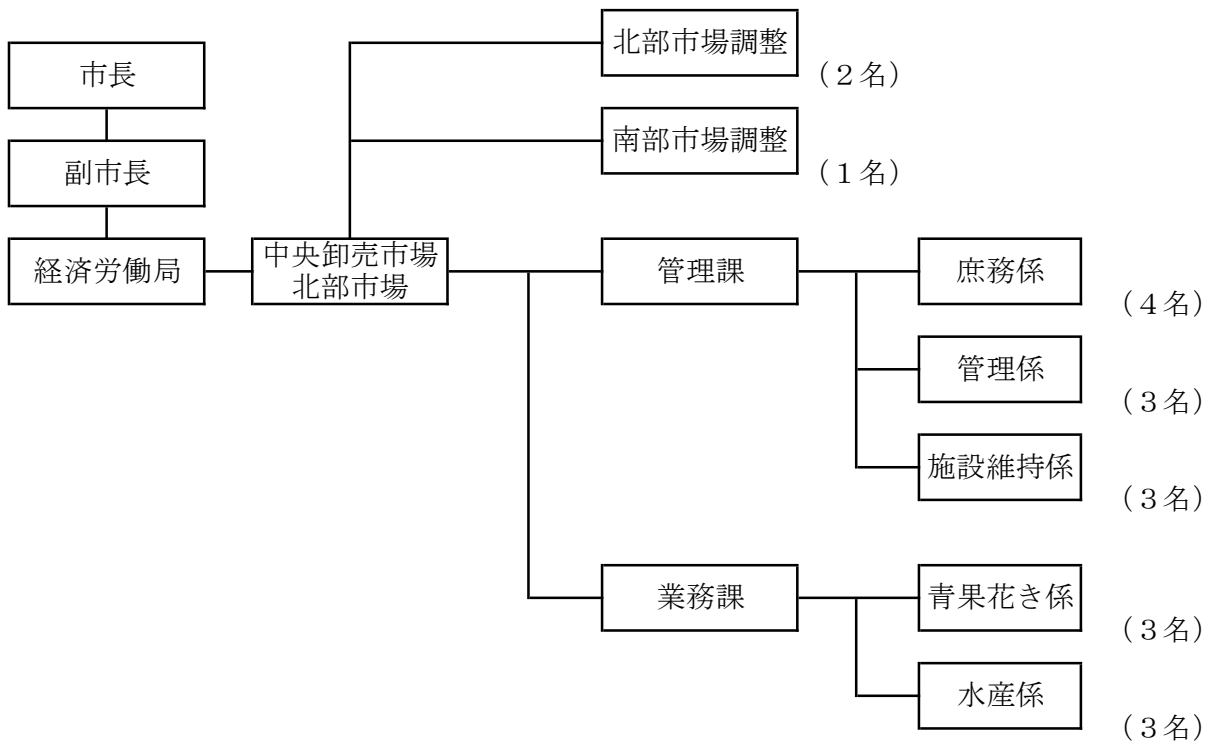 北部市場調整
（２名）
市長
南部市場調整
（１名）
副市長
経済労働局
中央卸売市場
北部市場
管理課
庶務係
（４名）
管理係
（３名）
施設維持係
（３名）
業務課
青果花き係
（３名）
水産係
（３名）